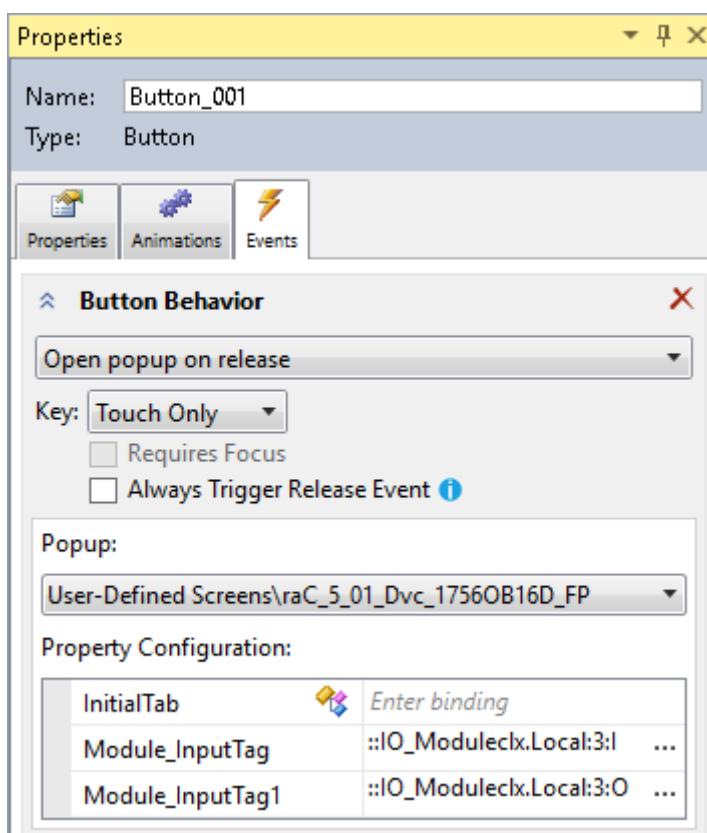 Properties
Name: Button_001
Type: Button
Properties Animations Events
Button Behavior
Open popup on release
Key: Touch Only
Requires Focus
Always Trigger Release Event
Popup:
User-Defined Screens\raC_5_01_Dvc_1756OB16D_FP
Property Configuration:
InitialTab Enter binding
Module_InputTag ::IO_Moduleclx.Local:3:I ...
Module_InputTag1 ::IO_Moduleclx.Local:3:O ...